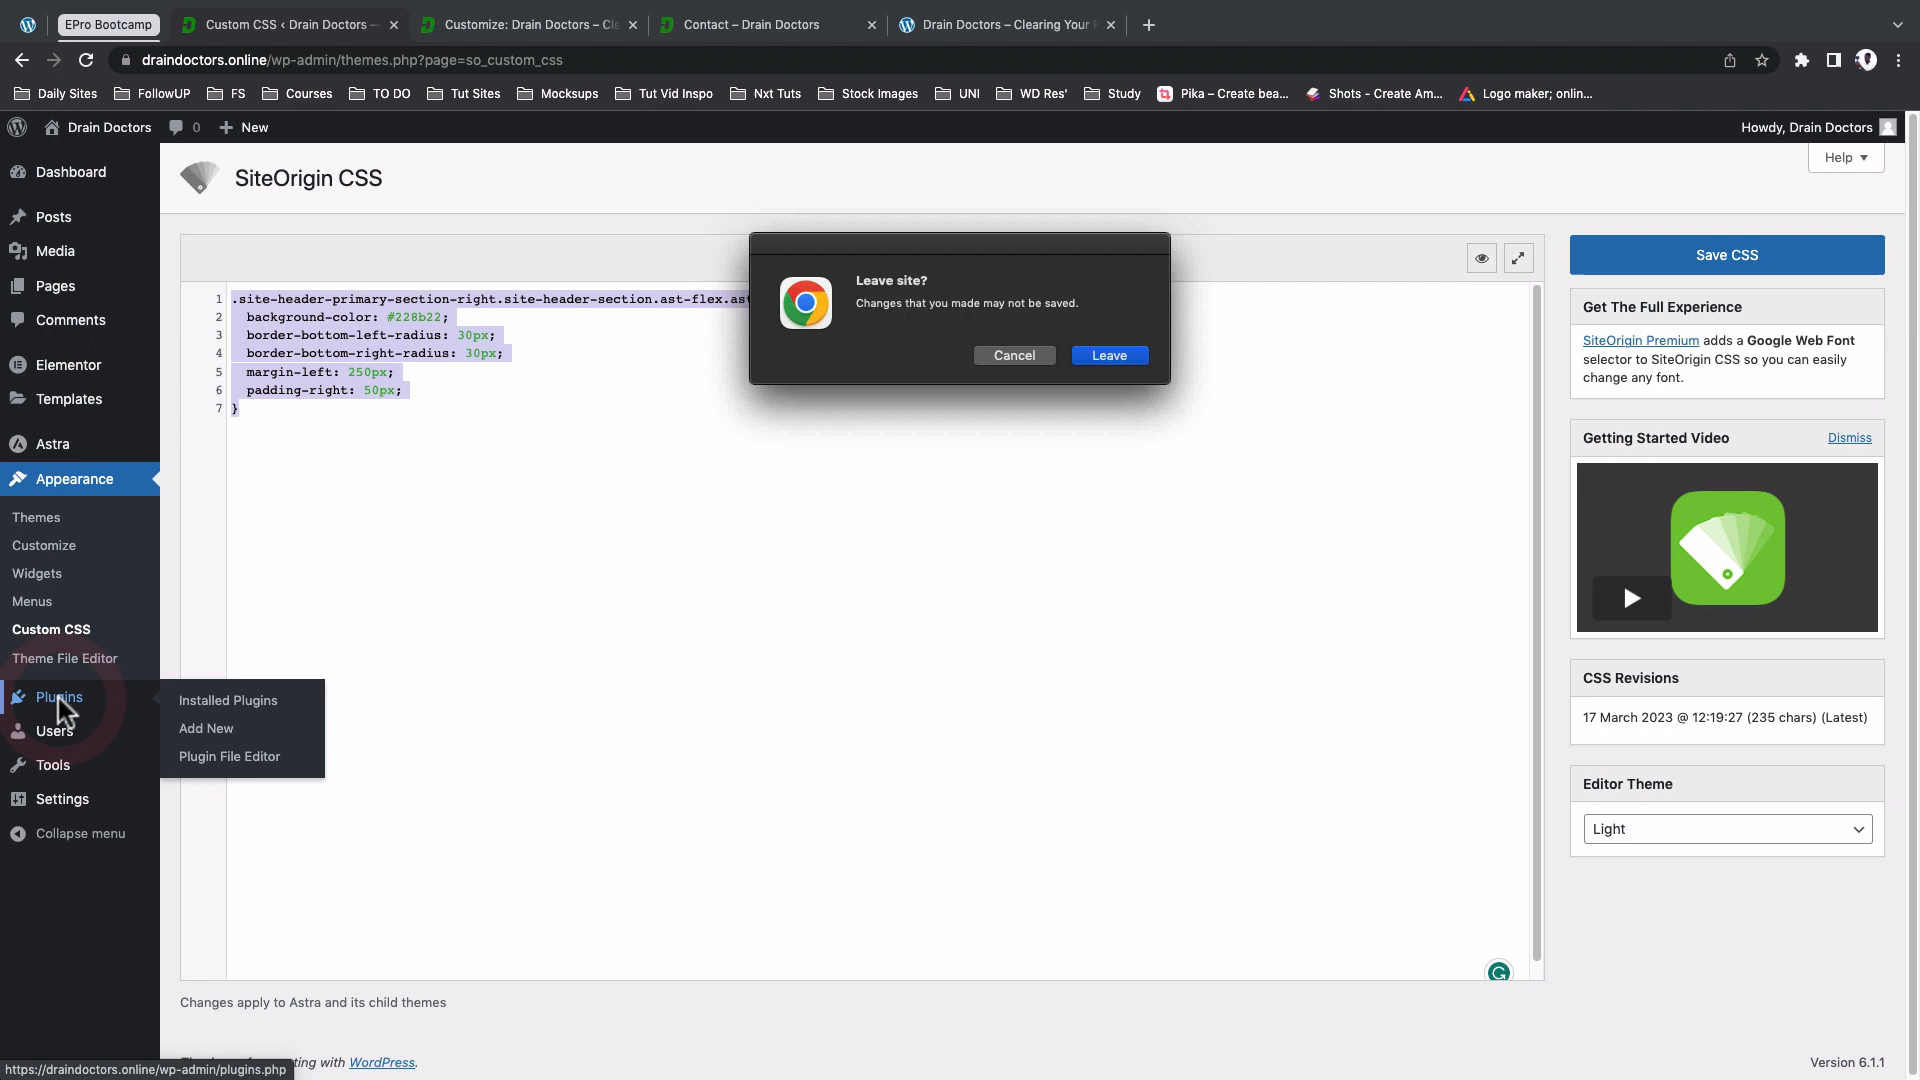 EPro Bootcamp
Custom CSS ‹ Drain Doctors —
Customize: Drain Doctors – Cle
Contact – Drain Doctors
Drain Doctors – Clearing Your P
draindoctors.online/wp-admin/themes.php?page=so_custom_css
Daily Sites FollowUP FS Courses TO DO Tut Sites Mocksups Tut Vid Inspo Nxt Tuts Stock Images UNI WD Res' Study Pika – Create bea... Shots - Create Am... Logo maker; onlin...
Drain Doctors 0 New Howdy, Drain Doctors
Help
SiteOrigin CSS
Dashboard
Posts
Media
Pages
Comments
Elementor
Templates
Astra
Appearance
Themes
Customize
Widgets
Menus
Custom CSS
Theme File Editor
Plugins
Users
Tools
Settings
Collapse menu
Installed Plugins
Add New
Plugin File Editor
1 .site-header-primary-section-right.site-header-section.ast-flex.ast
2 background-color: #228b22;
3 border-bottom-left-radius: 30px;
4 border-bottom-right-radius: 30px;
5 margin-left: 250px;
6 padding-right: 50px;
7 }
Leave site?
Changes that you made may not be saved.
Cancel Leave
Save CSS
Get The Full Experience
SiteOrigin Premium adds a Google Web Font
selector to SiteOrigin CSS so you can easily
change any font.
Getting Started Video Dismiss
CSS Revisions
17 March 2023 @ 12:19:27 (235 chars) (Latest)
Editor Theme
Light
Changes apply to Astra and its child themes
ting with WordPress.
Version 6.1.1
https://draindoctors.online/wp-admin/plugins.php